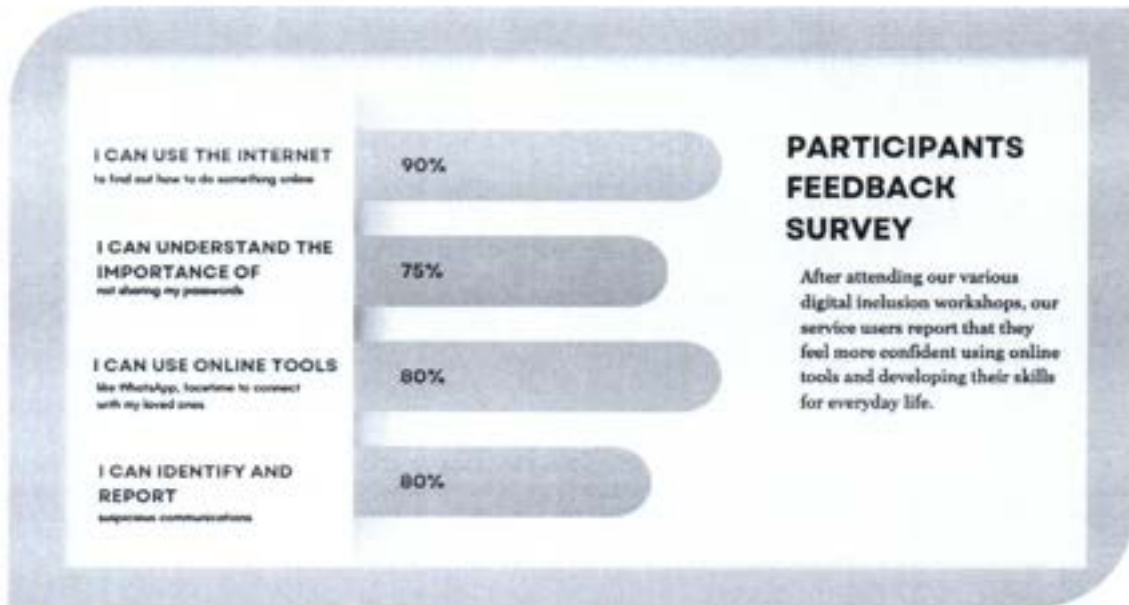 I CAN USE THE INTERNET
to find out how to do something online
90%
I CAN UNDERSTAND THE
IMPORTANCE OF
not sharing my passwords
75%
I CAN USE ONLINE TOOLS
like WhatsApp, facetime to connect
with my loved ones
80%
I CAN IDENTIFY AND
REPORT
suspicious communications
80%
PARTICIPANTS
FEEDBACK
SURVEY
After attending our various
digital inclusion workahops, our
service users report that they
feel more confident using online
tools and developing their skills
for everyday life.